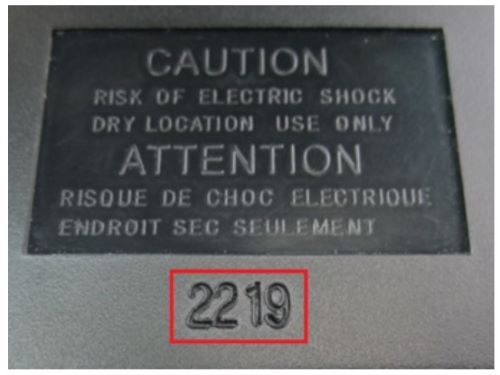 CAUTION
RISK OF ELECTRIC SHOCK
DRY LOCATION USE ONLY
ATTENTION
RISQUE DE CHOC ELECTRIQUE
ENDROIT SEC SEULEMENT
2219